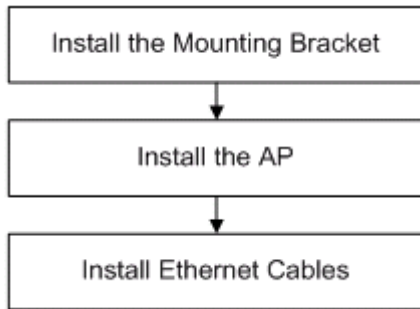 Install the Mounting Bracket
Install the AP
Install Ethernet Cables